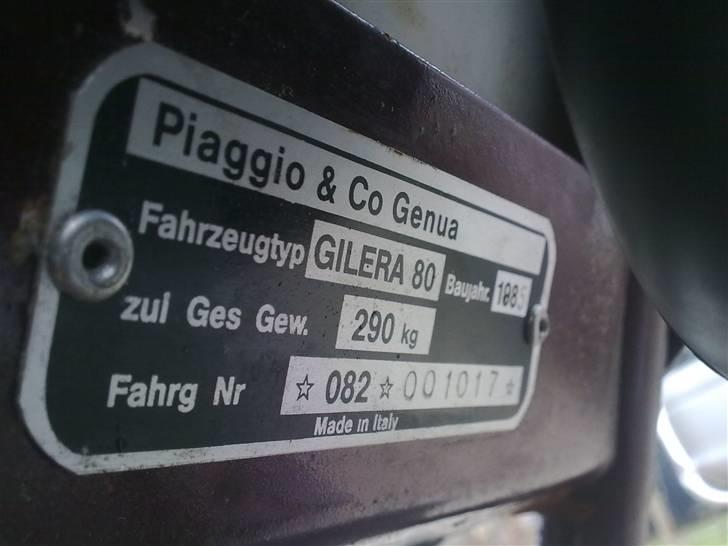 Piaggio & Co Genua
Fahrzeugtyp GILERA 80 Baujahr. 1985
zul Ges Gew. 290 kg
Fahrg Nr ☆ 082 ☆ 001017 ☆
Made in Italy